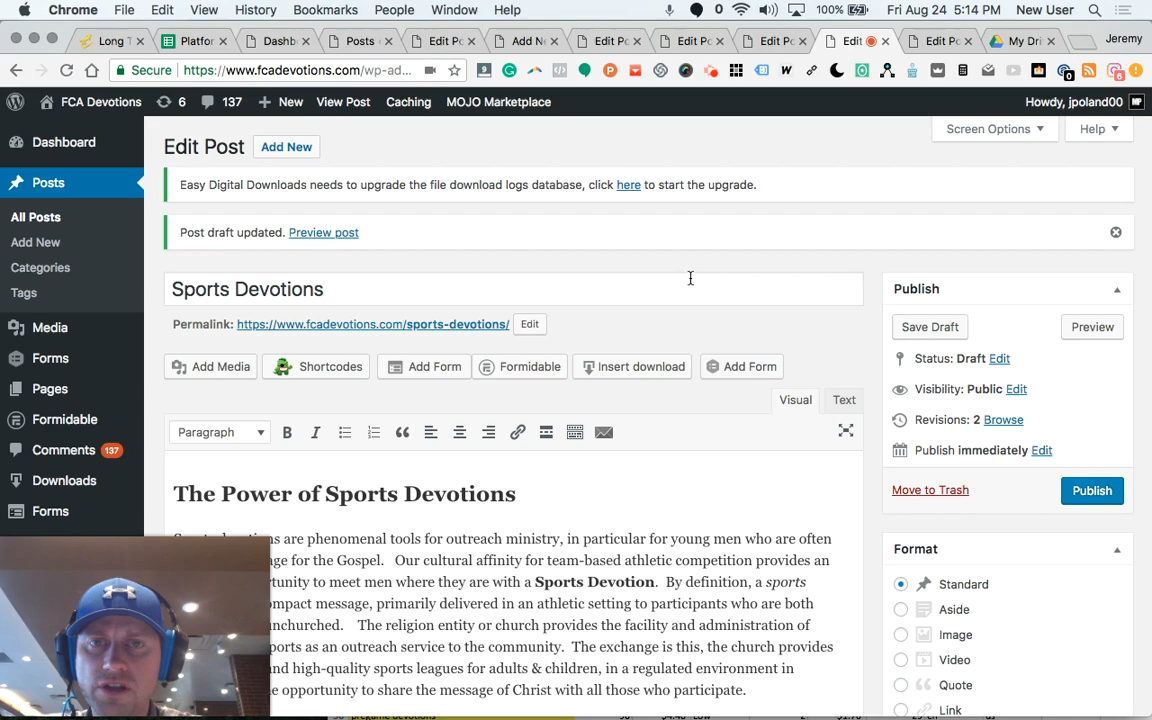 Chrome File Edit View History Bookmarks People Window Help 0 100% Fri Aug 24 5:14 PM New User
Long T Platfor Dashb Posts Edit Po Add Ne Edit Po Edit Po Edit Po Edit Edit Po My Dri Jeremy
Secure https://www.fcadevotions.com/wp-ad...
FCA Devotions 6 137 New View Post Caching MOJO Marketplace Howdy, jpoland00
Dashboard
Posts
All Posts
Add New
Categories
Tags
Media
Forms
Pages
Formidable
Comments 137
Downloads
Forms
Screen Options Help
Edit Post Add New
Easy Digital Downloads needs to upgrade the file download logs database, click here to start the upgrade.
Post draft updated. Preview post
Sports Devotions
Permalink: https://www.fcadevotions.com/sports-devotions/ Edit
Add Media Shortcodes Add Form Formidable Insert download Add Form
Visual Text
Paragraph
The Power of Sports Devotions
are phenomenal tools for outreach ministry, in particular for young men who are often
ge for the Gospel. Our cultural affinity for team-based athletic competition provides an
rtunity to meet men where they are with a Sports Devotion. By definition, a sports
ompact message, primarily delivered in an athletic setting to participants who are both
unchurched. The religion entity or church provides the facility and administration of
ports as an outreach service to the community. The exchange is this, the church provides
nd high-quality sports leagues for adults & children, in a regulated environment in
e opportunity to share the message of Christ with all those who participate.
Publish
Save Draft Preview
Status: Draft Edit
Visibility: Public Edit
Revisions: 2 Browse
Publish immediately Edit
Move to Trash Publish
Format
Standard
Aside
Image
Video
Quote
Link